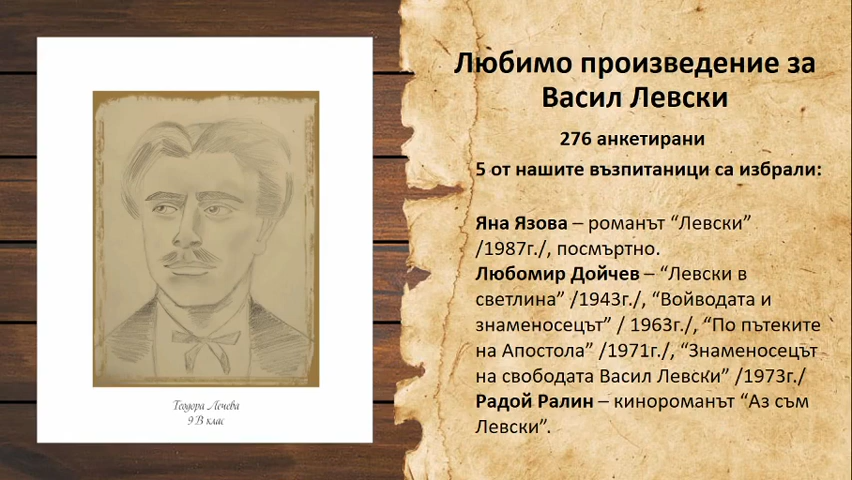 Любимо произведение за
Васил Левски
276 анкетирани
5 от нашите възпитаници са избрали:
Яна Язова – романът “Левски”
/1987г./, посмъртно.
Любомир Дойчев – “Левски в
светлина” /1943г./, “Войводата и
знаменосецът” / 1963г./, “По пътеките
на Апостола” /1971г./, “Знаменосецът
на свободата Васил Левски” /1973г./
Радой Ралин – кинороманът “Аз съм
Левски”.
Теодора Лечева
9 В клас